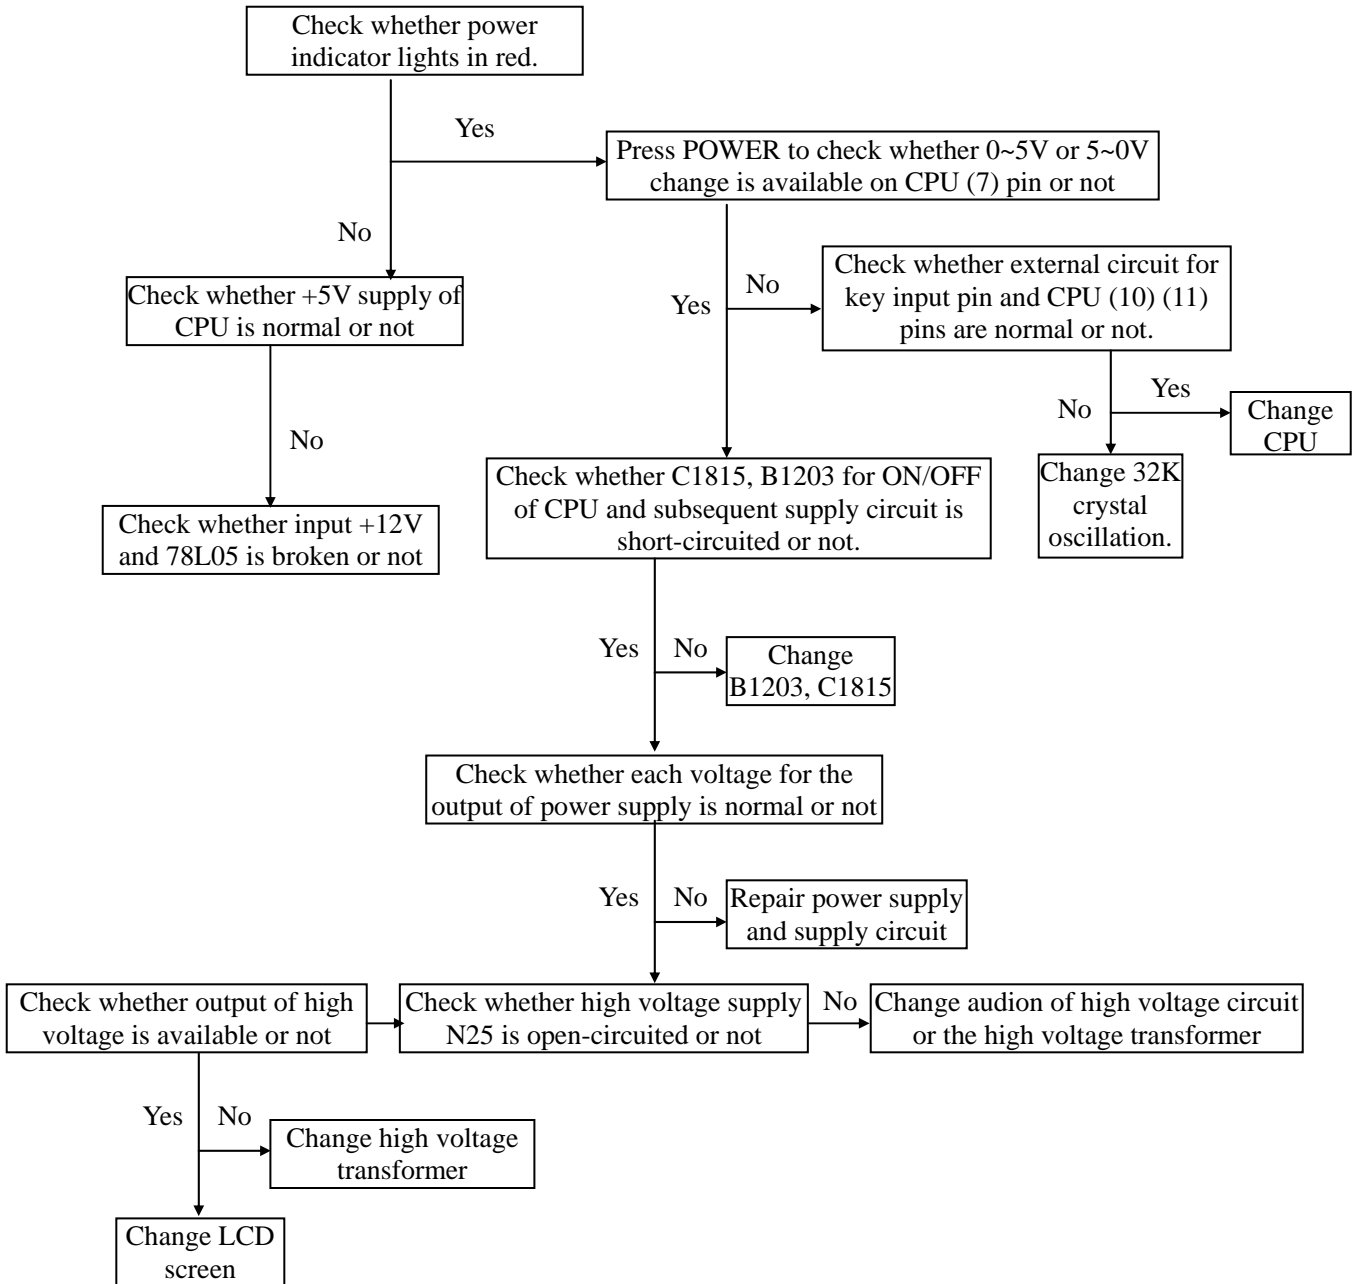 Check whether power
indicator lights in red.
Yes
Press POWER to check whether 0~5V or 5~0V
change is available on CPU (7) pin or not
No
Check whether +5V supply of
CPU is normal or not
Yes
No
Check whether external circuit for
key input pin and CPU (10) (11)
pins are normal or not.
No
Yes
Change
CPU
No
Check whether input +12V
and 78L05 is broken or not
Check whether C1815, B1203 for ON/OFF
of CPU and subsequent supply circuit is
short-circuited or not.
Change 32K
crystal
oscillation.
Yes
No
Change
B1203, C1815
Check whether each voltage for the
output of power supply is normal or not
Yes
No
Repair power supply
and supply circuit
Check whether output of high
voltage is available or not
Check whether high voltage supply
N25 is open-circuited or not
No
Change audion of high voltage circuit
or the high voltage transformer
Yes
No
Change high voltage
transformer
Change LCD
screen